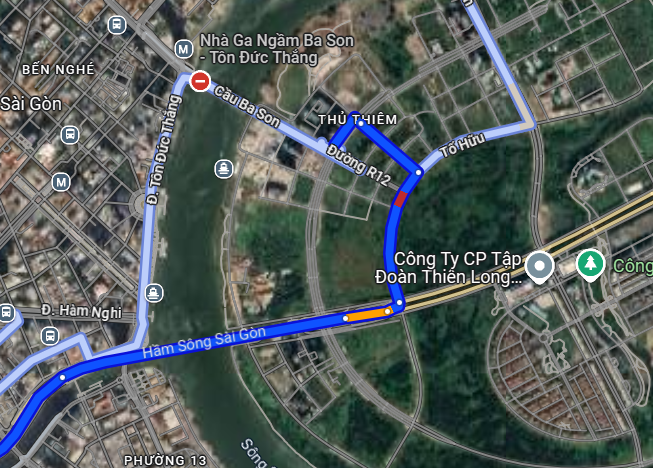 Nhà Ga Ngầm Ba Son
- Tôn Đức Thắng
M
BẾN NGHÉ
Sài Gòn
Cầu Ba Son
THỦ THIÊM
Đ. Tôn Đức Thắng
Đường R12
Tố Hữu
M
Công Ty CP Tập
Đoàn Thiên Long...
Công
Đ. Hàm Nghi
Hầm Sông Sài Gòn
PHƯỜNG 13
Sông